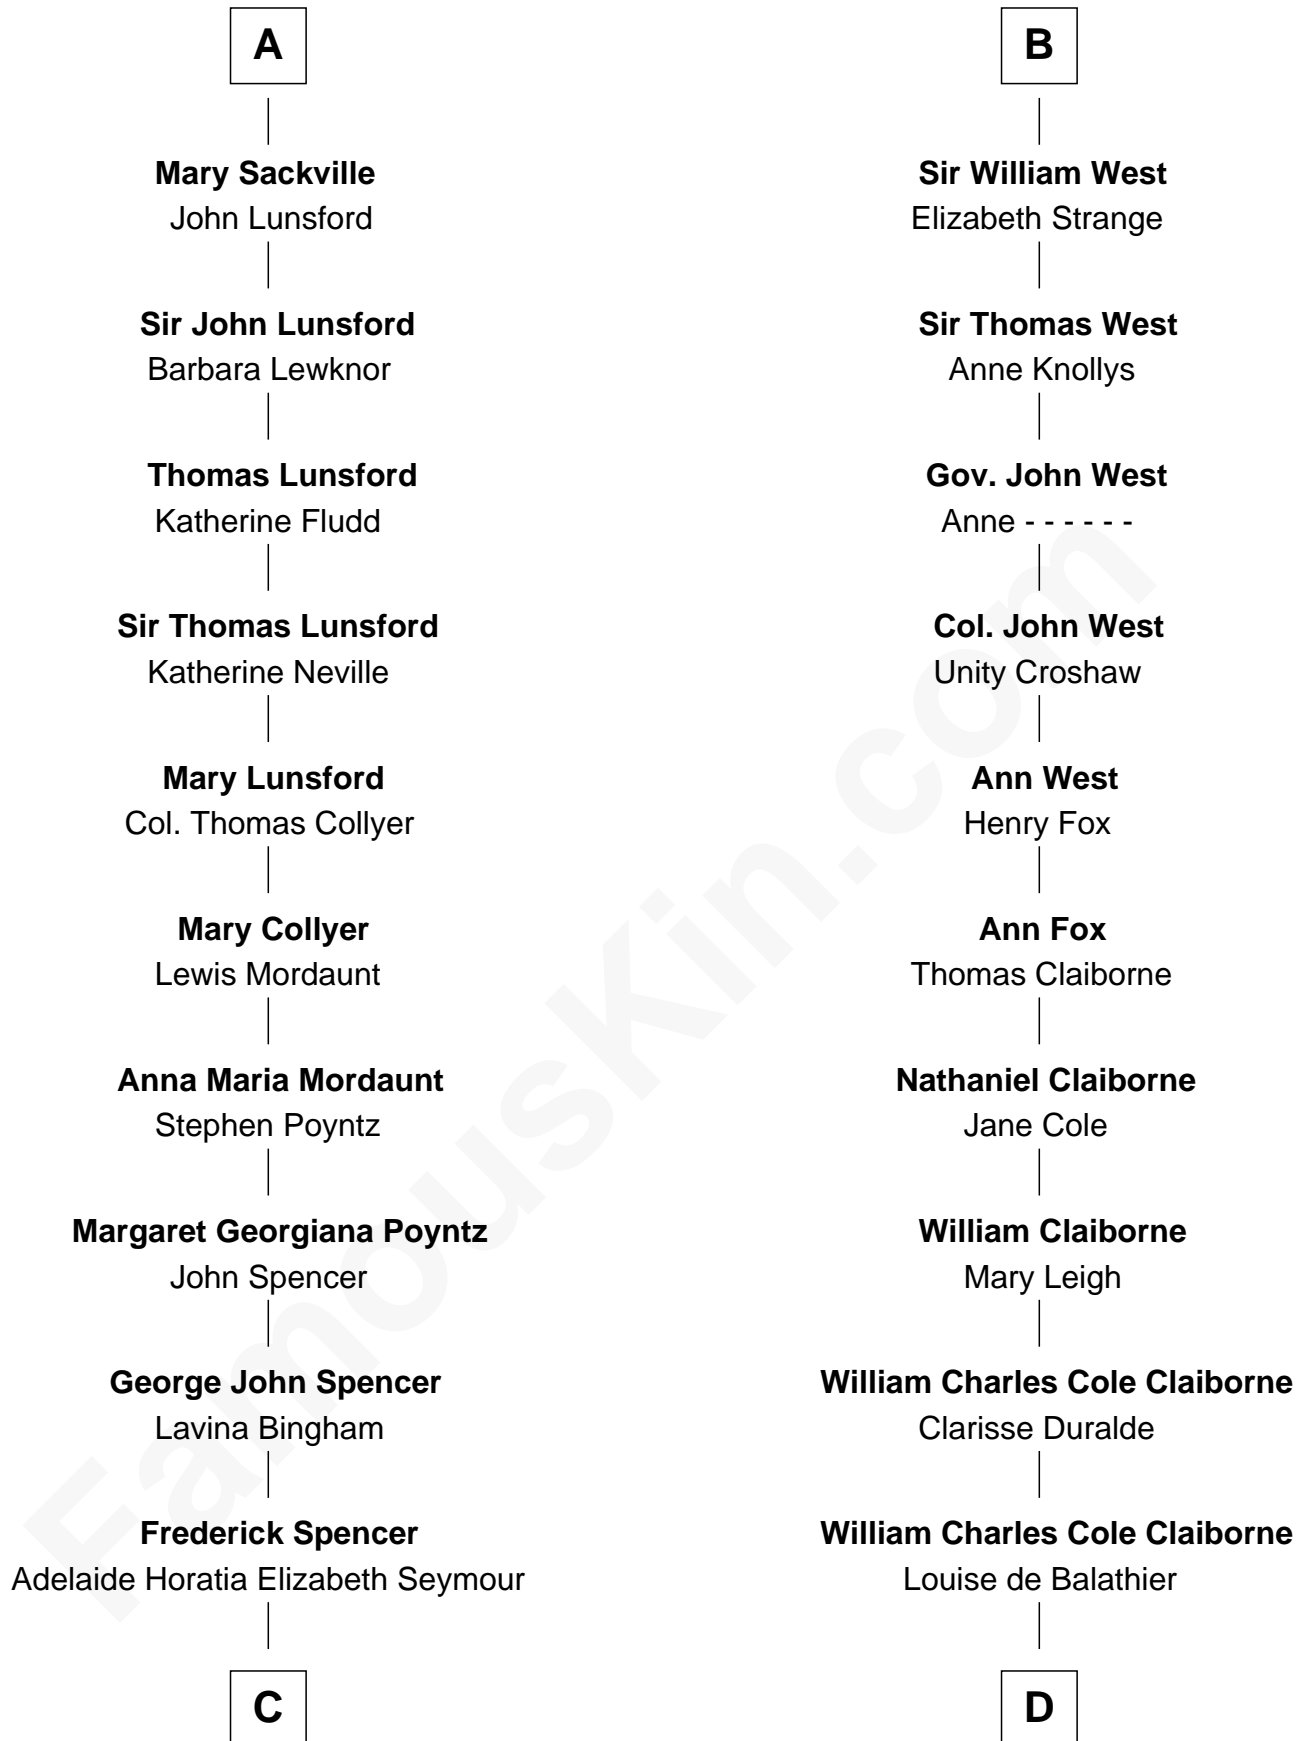 A
Mary Sackville
John Lunsford
Sir John Lunsford
Barbara Lewknor
Thomas Lunsford
Katherine Fludd
Sir Thomas Lunsford
Katherine Neville
Mary Lunsford
Col. Thomas Collyer
Mary Collyer
Lewis Mordaunt
Anna Maria Mordaunt
Stephen Poyntz
Margaret Georgiana Poyntz
John Spencer
George John Spencer
Lavina Bingham
Frederick Spencer
Adelaide Horatia Elizabeth Seymour
C
B
Sir William West
Elizabeth Strange
Sir Thomas West
Anne Knollys
Gov. John West
Anne - - - - - -
Col. John West
Unity Croshaw
Ann West
Henry Fox
Ann Fox
Thomas Claiborne
Nathaniel Claiborne
Jane Cole
William Claiborne
Mary Leigh
William Charles Cole Claiborne
Clarisse Duralde
William Charles Cole Claiborne
Louise de Balathier
D
FamousKin.com